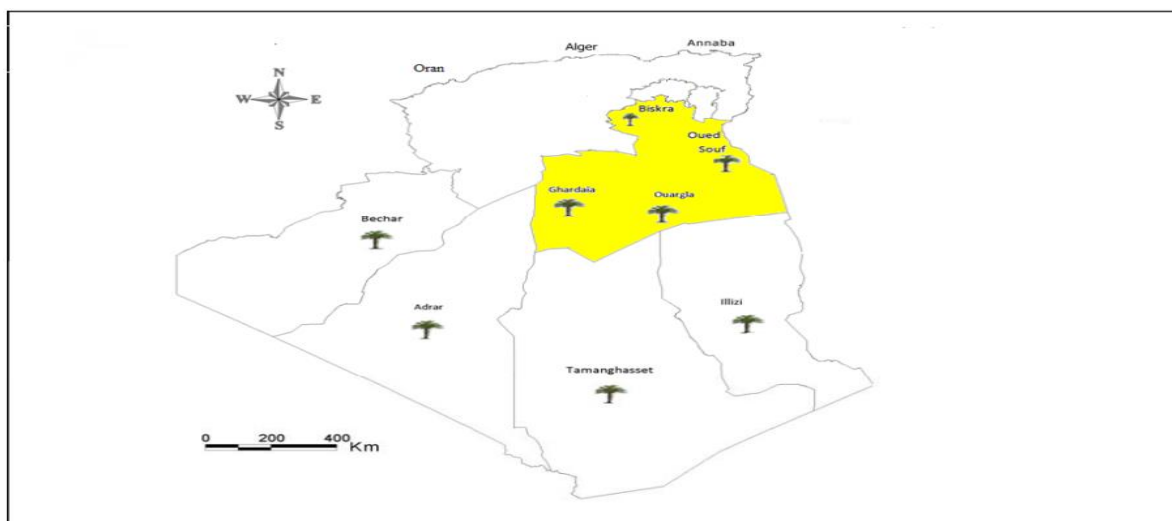 Annaba
Alger
Oran
N
W E
S
Biskra
Oued
Souf
Ghardaia
Ouargla
Bechar
Adrar
Illizi
Tamanghasset
0 200 400
Km